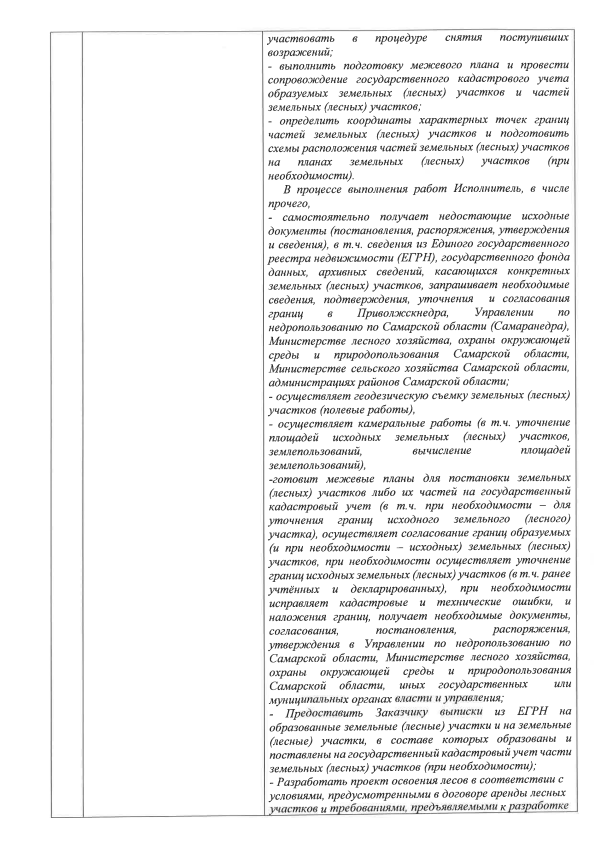 участвовать в процедуре снятия поступивших
возражений;
- выполнить подготовку межевого плана и провести
сопровождение государственного кадастрового учета
образуемых земельных (лесных) участков и частей
земельных (лесных) участков;
- определить координаты характерных точек границ
частей земельных (лесных) участков и подготовить
схемы расположения частей земельных (лесных) участков
на планах земельных (лесных) участков (при
необходимости).
В процессе выполнения работ Исполнитель, в числе
прочего,
- самостоятельно получает недостающие исходные
документы (постановления, распоряжения, утверждения
и сведения), в т.ч. сведения из Единого государственного
реестра недвижимости (ЕГРН), государственного фонда
данных, архивных сведений, касающихся конкретных
земельных (лесных) участков, запрашивает необходимые
сведения, подтверждения, уточнения и согласования
границ в Приволжскнедра, Управлении по
недропользованию по Самарской области (Самаранедра),
Министерстве лесного хозяйства, охраны окружающей
среды и природопользования Самарской области,
Министерстве сельского хозяйства Самарской области,
администрациях районов Самарской области;
- осуществляет геодезическую съемку земельных (лесных)
участков (полевые работы),
- осуществляет камеральные работы (в т.ч. уточнение
площадей исходных земельных (лесных) участков,
землепользований, вычисление площадей
землепользований),
-готовит межевые планы для постановки земельных
(лесных) участков либо их частей на государственный
кадастровый учет (в т.ч. при необходимости – для
уточнения границ исходного земельного (лесного)
участка), осуществляет согласование границ образуемых
(и при необходимости – исходных) земельных (лесных)
участков, при необходимости осуществляет уточнение
границ исходных земельных (лесных) участков (в т.ч. ранее
учтённых и декларированных), при необходимости
исправляет кадастровые и технические ошибки, и
наложения границ, получает необходимые документы,
согласования, постановления, распоряжения,
утверждения в Управлении по недропользованию по
Самарской области, Министерстве лесного хозяйства,
охраны окружающей среды и природопользования
Самарской области, иных государственных или
муниципальных органах власти и управления;
- Предоставить Заказчику выписки из ЕГРН на
образованные земельные (лесные) участки и на земельные
(лесные) участки, в составе которых образованы и
поставлены на государственный кадастровый учет части
земельных (лесных) участков (при необходимости);
- Разработать проект освоения лесов в соответствии с
условиями, предусмотренными в договоре аренды лесных
участков и требованиями, предъявляемыми к разработке